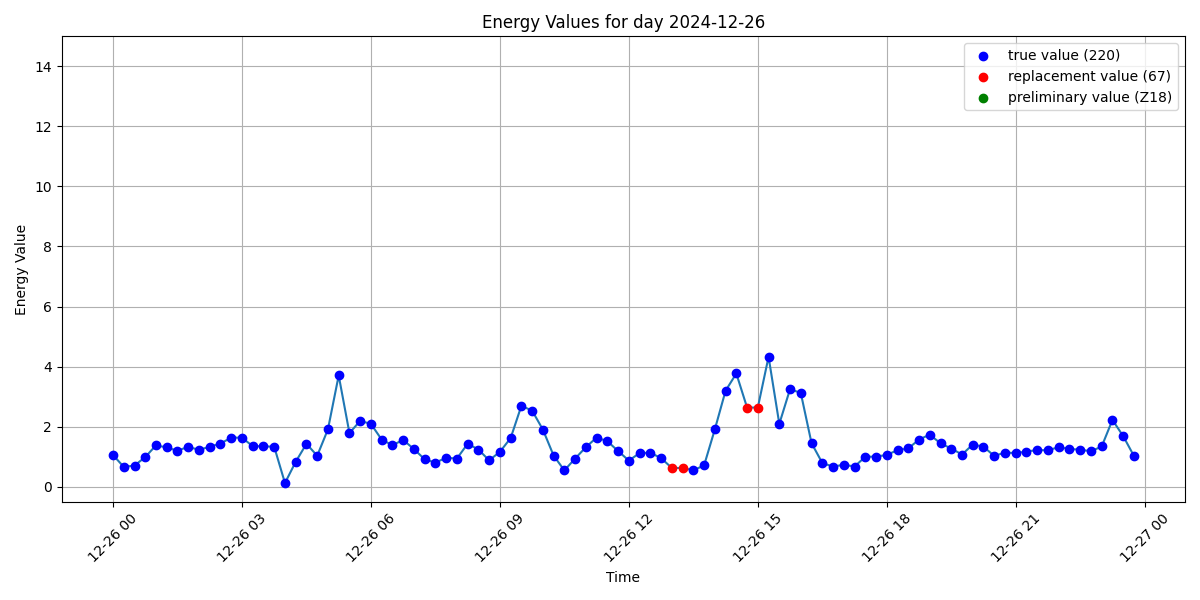 Energy Values for day 2024-12-26
true value (220)
replacement value (67)
preliminary value (Z18)
Energy Value
14
12
10
8
6
4
2
0
12-26 00
12-26 03
12-26 06
12-26 09
12-26 12
12-26 15
12-26 18
12-26 21
12-27 00
Time